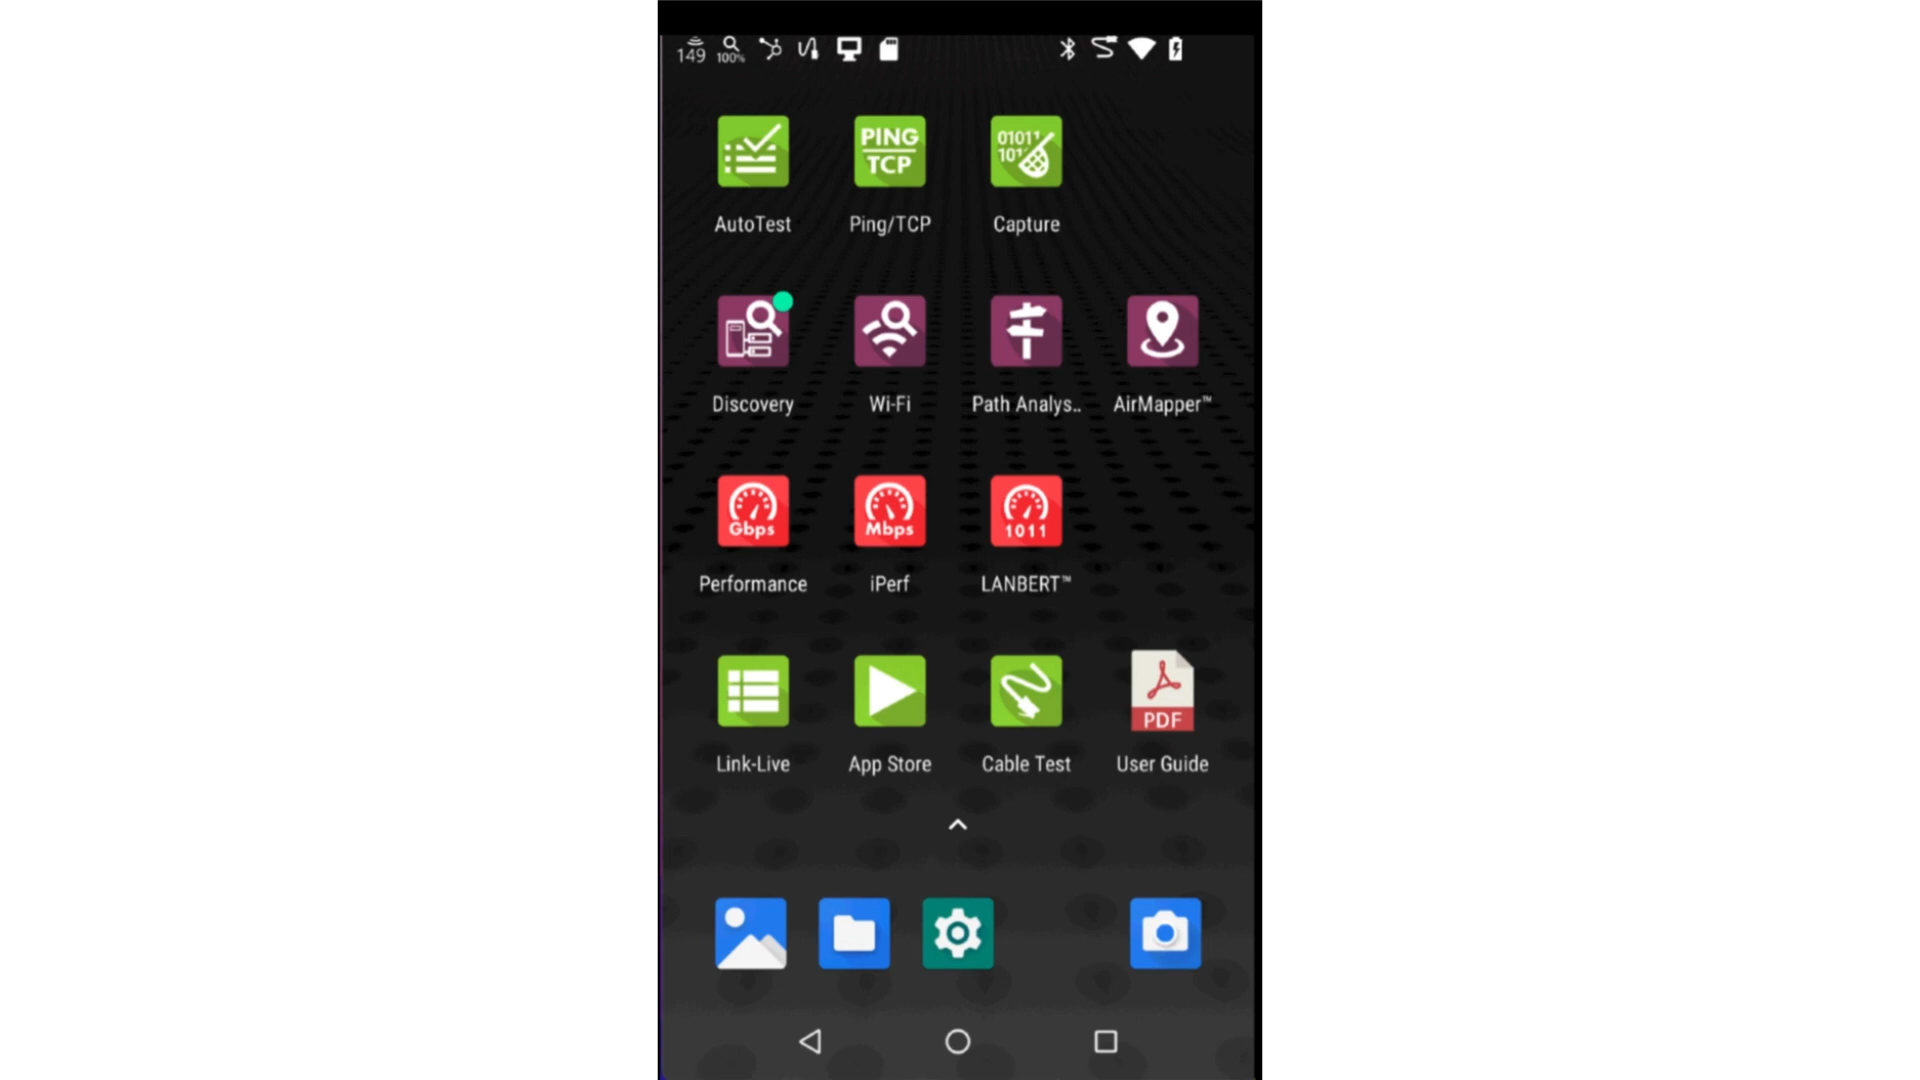 149 100%
PING
TCP
01011
101
AutoTest Ping/TCP Capture
Discovery Wi-Fi Path Analys.. AirMapper™
Gbps Mbps 1011
Performance iPerf LANBERT™
PDF
Link-Live App Store Cable Test User Guide